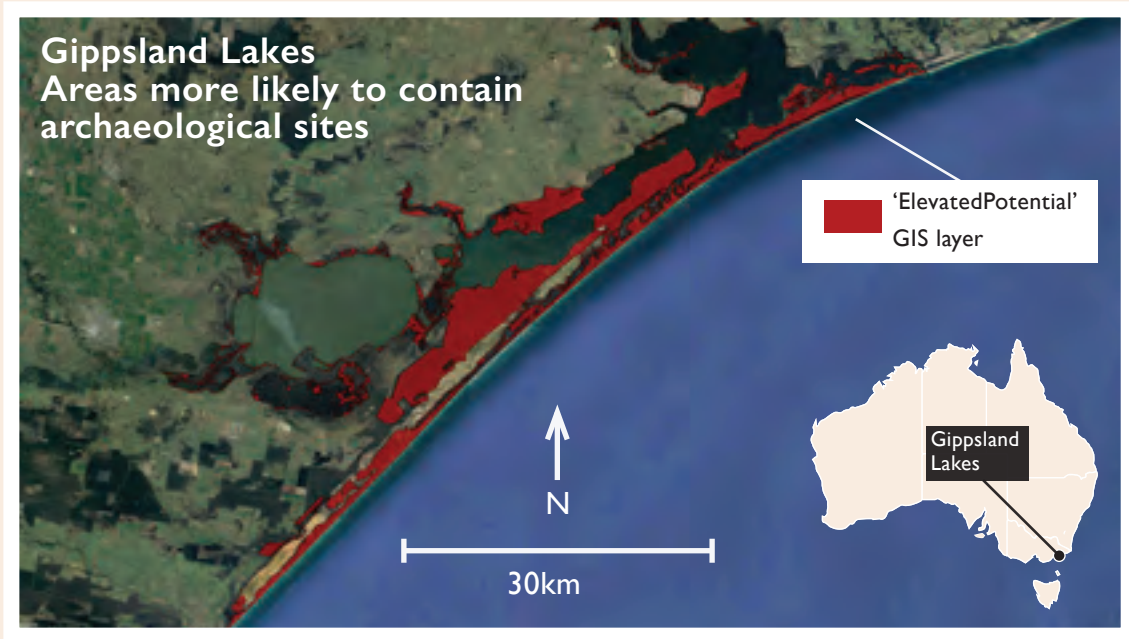 Gippsland Lakes
Areas more likely to contain
archaeological sites
‘ElevatedPotential’
GIS layer
Gippsland
Lakes
N
30km